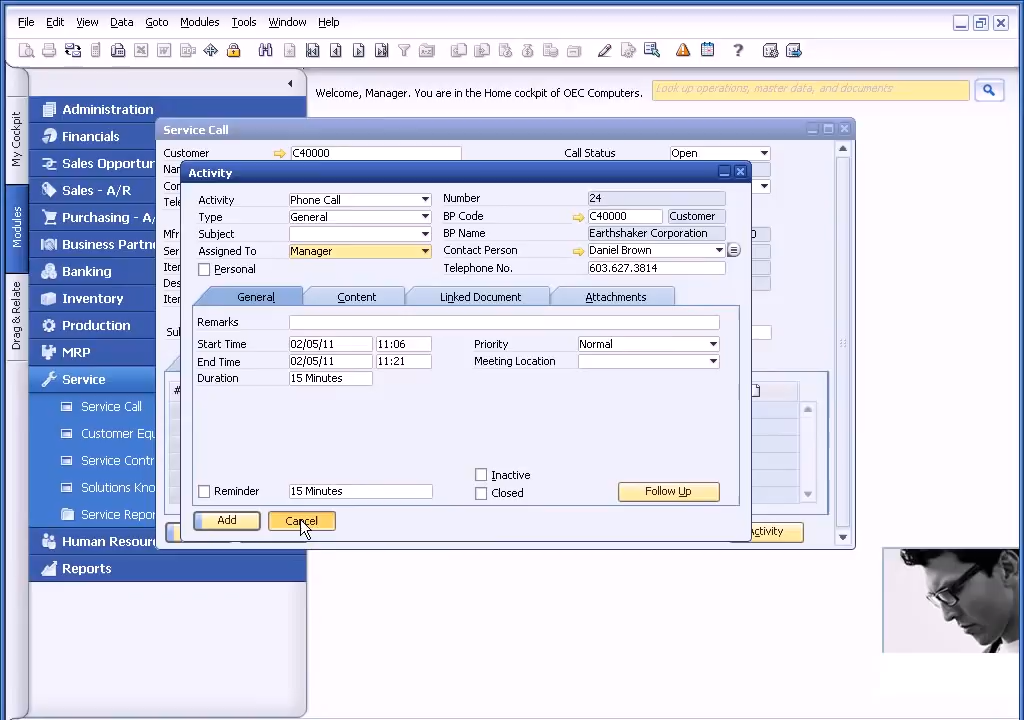 File Edit View Data Goto Modules Tools Window Help
Welcome, Manager. You are in the Home cockpit of OEC Computers.
Look up operations, master data, and documents
My Cockpit
Modules
Drag & Relate
Administration
Financials
Sales Opportur
Sales - A/R
Purchasing - A/
Business Partn
Banking
Inventory
Production
MRP
Service
Service Call
Customer Equ
Service Contr
Solutions Kno
Service Repor
Human Resour
Reports
Service Call
Customer C40000 Call Status Open
Activity
Activity Phone Call Number 24
Type General BP Code C40000 Customer
Subject BP Name Earthshaker Corporation
Assigned To Manager Contact Person Daniel Brown
Personal Telephone No. 603.627.3814
General Content Linked Document Attachments
Remarks
Start Time 02/05/11 11:06 Priority Normal
End Time 02/05/11 11:21 Meeting Location
Duration 15 Minutes
Inactive
Reminder 15 Minutes Closed Follow Up
Add Cancel